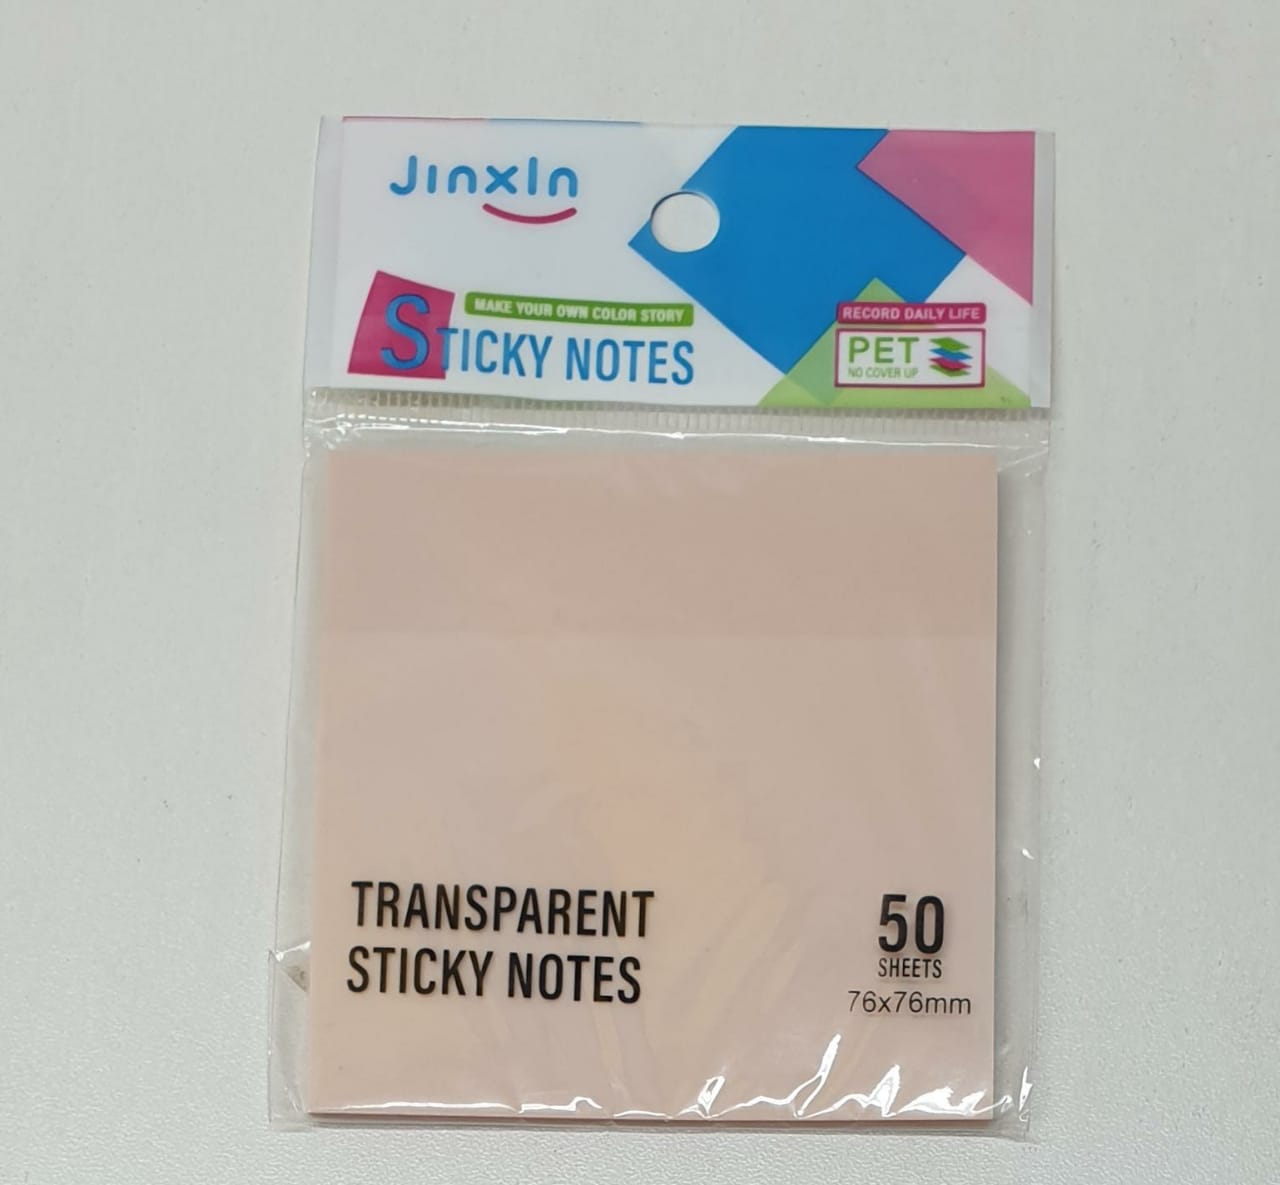 JinxIn
MAKE YOUR OWN COLOR STORY
STICKY NOTES
RECORD DAILY LIFE
PET
NO COVER UP
TRANSPARENT
STICKY NOTES
50
SHEETS
76x76mm